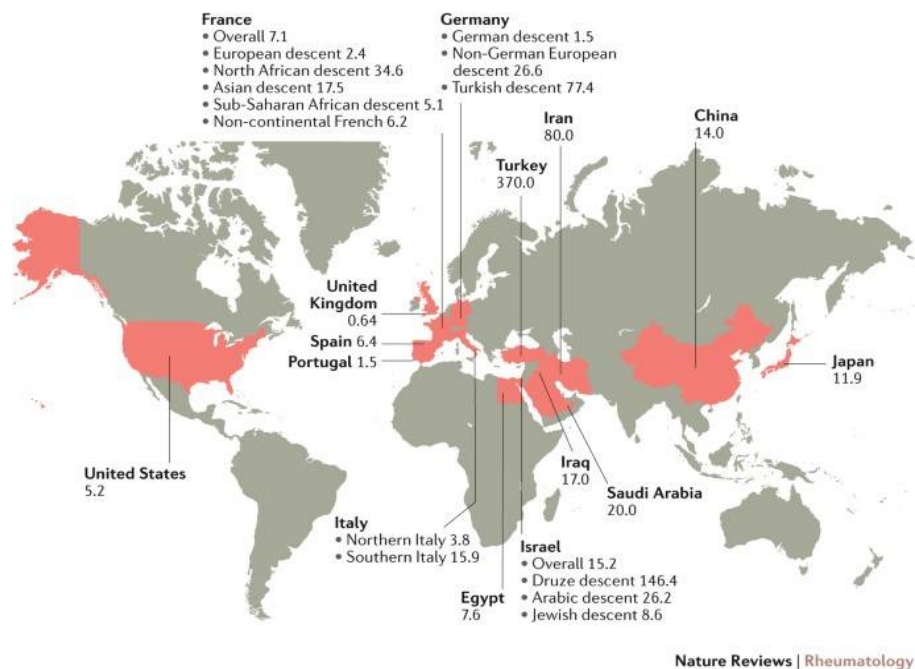 France
• Overall 7.1
• European descent 2.4
• North African descent 34.6
• Asian descent 17.5
• Sub-Saharan African descent 5.1
• Non-continental French 6.2
Germany
• German descent 1.5
• Non-German European
descent 26.6
• Turkish descent 77.4
Iran
80.0
China
14.0
Turkey
370.0
United
Kingdom
0.64
Spain 6.4
Portugal 1.5
Japan
11.9
United States
5.2
Iraq
17.0
Saudi Arabia
20.0
Italy
• Northern Italy 3.8
• Southern Italy 15.9
Egypt
7.6
Israel
• Overall 15.2
• Druze descent 146.4
• Arabic descent 26.2
• Jewish descent 8.6
Nature Reviews | Rheumatology